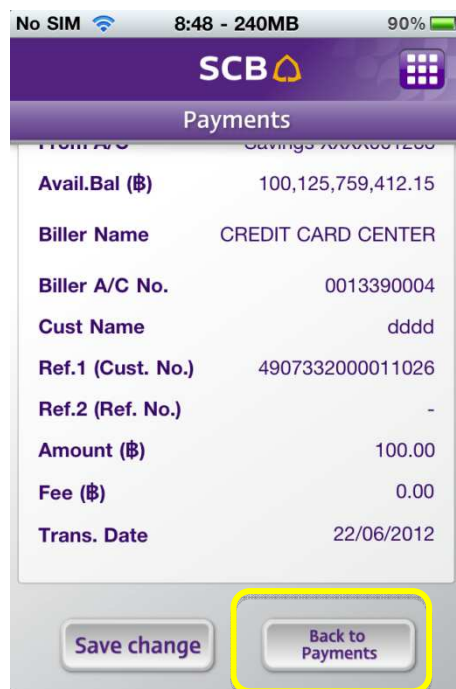 No SIM 8:48 - 240MB 90%
SCB
Payments
From A/C Savings
Avail.Bal (฿) 100,125,759,412.15
Biller Name CREDIT CARD CENTER
Biller A/C No. 0013390004
Cust Name dddd
Ref.1 (Cust. No.) 4907332000011026
Ref.2 (Ref. No.) -
Amount (฿) 100.00
Fee (฿) 0.00
Trans. Date 22/06/2012
Save change
Back to
Payments